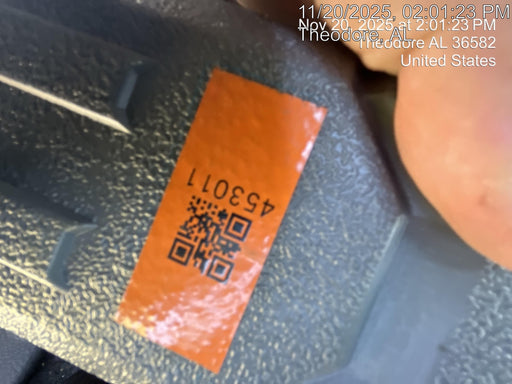 11/20/2025, 02:01:23 PM
Nov 20, 2025 at 2:01:23 PM
Theodore, AL
Theodore AL 36582
United States
453011